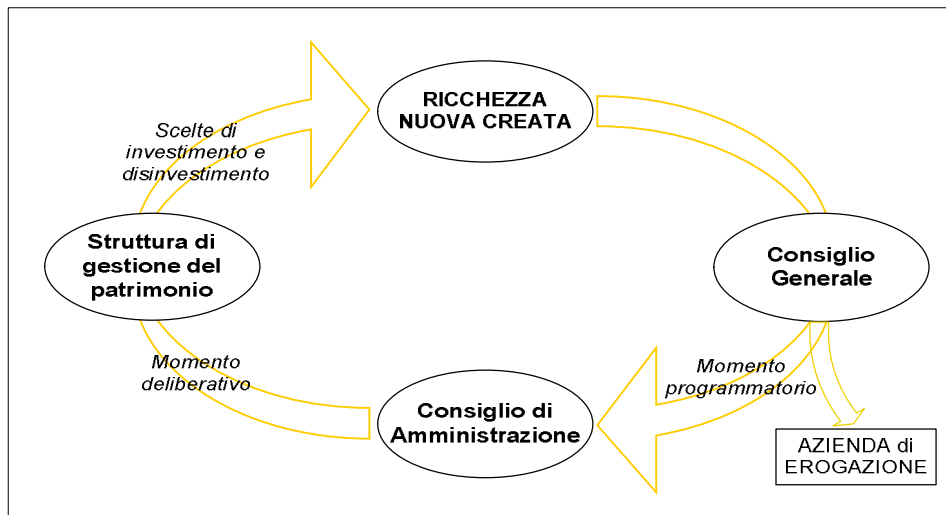 RICCHEZZA
NUOVA CREATA
Scelte di
investimento e
disinvestimento
Struttura di
gestione del
patrimonio
Consiglio
Generale
Momento
deliberativo
Consiglio di
Amministrazione
Momento
programmatorio
AZIENDA di
EROGAZIONE